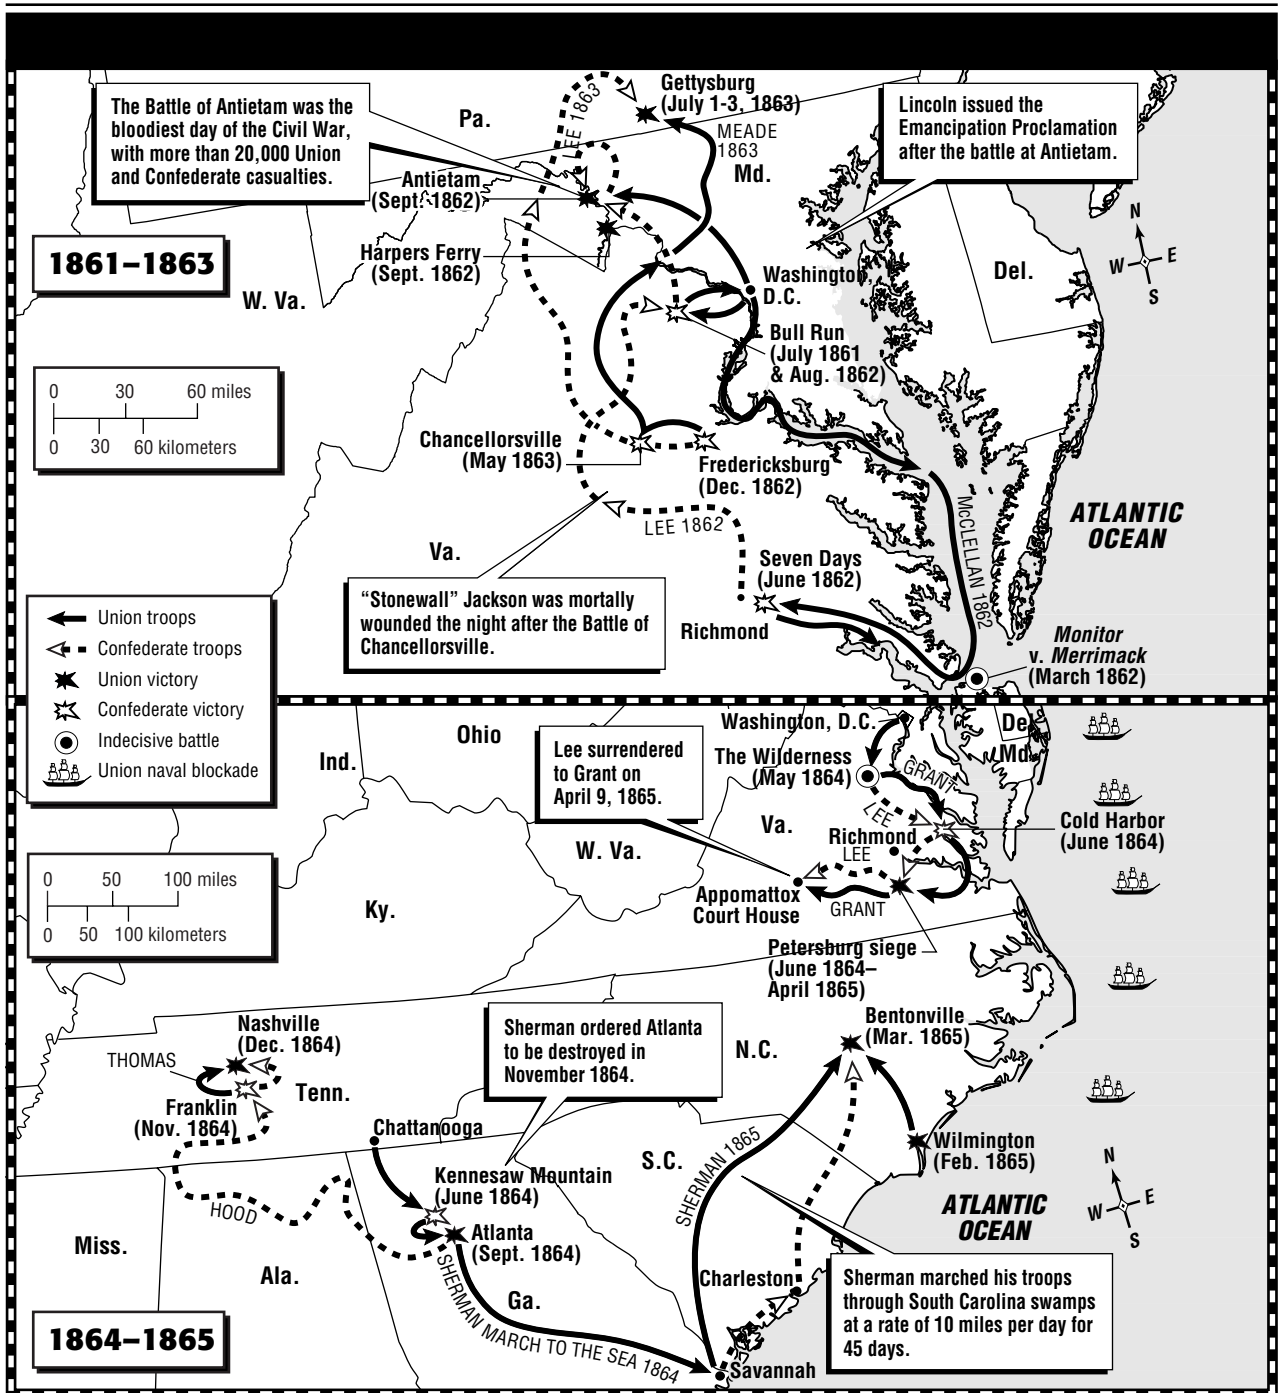 The Battle of Antietam was the
bloodiest day of the Civil War,
with more than 20,000 Union
and Confederate casualties.
Pa.
LEE 1863
Gettysburg
(July 1-3, 1863)
MEADE
1863
Md.
Lincoln issued the
Emancipation Proclamation
after the battle at Antietam.
Antietam
(Sept. 1862)
Harpers Ferry
(Sept. 1862)
1861–1863
W. Va.
Washington
D.C.
Del.
N
W
E
S
Bull Run
(July 1861
& Aug. 1862)
0 30 60 miles
0 30 60 kilometers
Chancellorsville
(May 1863)
Fredericksburg
(Dec. 1862)
McCLELLAN 1862
ATLANTIC
OCEAN
LEE 1862
Va.
Seven Days
(June 1862)
Richmond
"Stonewall" Jackson was mortally
wounded the night after the Battle of
Chancellorsville.
Monitor
v. Merrimack
(March 1862)
Union troops
Confederate troops
Union victory
Confederate victory
Indecisive battle
Union naval blockade
Ohio
Ind.
Lee surrendered
to Grant on
April 9, 1865.
Washington, D.C.
The Wilderness
(May 1864)
De
Md.
GRANT
LEE
Va.
Richmond
LEE
Cold Harbor
(June 1864)
W. Va.
Appomattox
Court House
GRANT
0 50 100 miles
0 50 100 kilometers
Ky.
Petersburg siege
(June 1864–
April 1865)
Nashville
(Dec. 1864)
THOMAS
Franklin
(Nov. 1864)
Tenn.
Sherman ordered Atlanta
to be destroyed in
November 1864.
N.C.
Bentonville
(Mar. 1865)
Chattanooga
Kennesaw Mountain
(June 1864)
S.C.
SHERMAN 1865
Wilmington
(Feb. 1865)
HOOD
Atlanta
(Sept. 1864)
ATLANTIC
OCEAN
N
W
E
S
Miss.
Ala.
Ga.
SHERMAN MARCH TO THE SEA 1864
Charleston
Sherman marched his troops
through South Carolina swamps
at a rate of 10 miles per day for
45 days.
1864–1865
Savannah